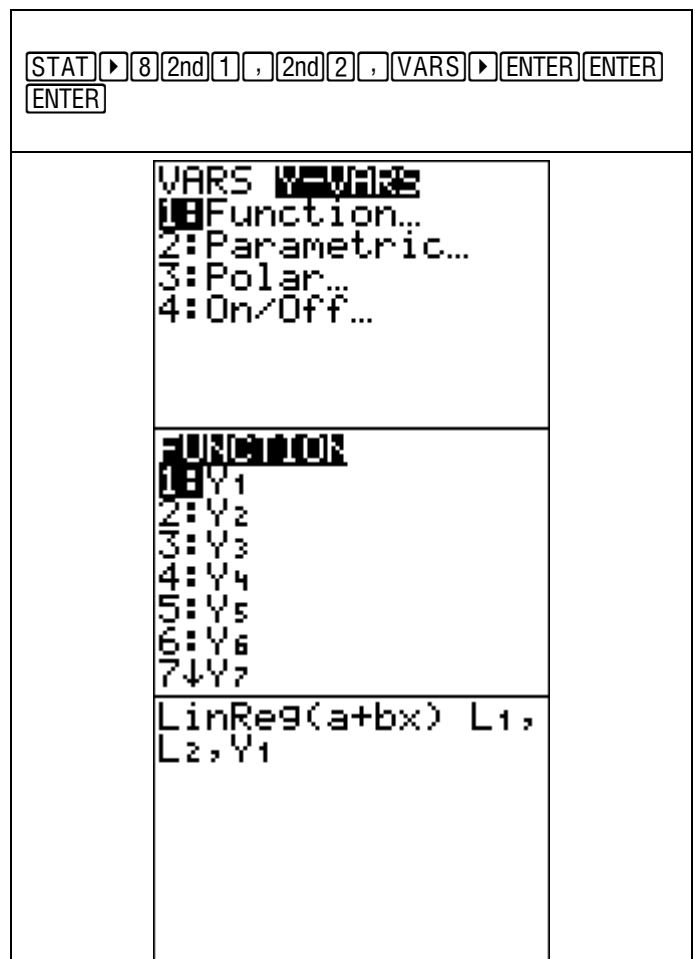 STAT ▶ 8 2nd 1 , 2nd 2 , VARS ▶ ENTER ENTER
ENTER
VARS Y-VARS
1:Function…
2:Parametric…
3:Polar…
4:On/Off…
FUNCTION
1:Y₁
2:Y₂
3:Y₃
4:Y₄
5:Y₅
6:Y₆
7↓Y₇
LinReg(a+bx) L₁,
L₂,Y₁